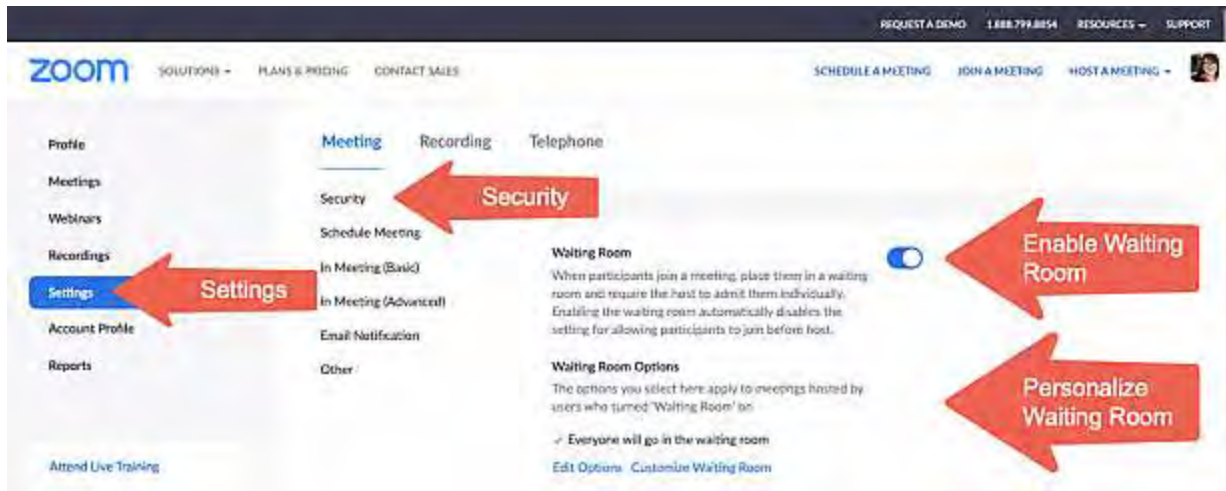 REQUEST A DEMO 1.888.799.8854 RESOURCES SUPPORT
zoom SOLUTIONS PLANS & PRICING CONTACT SALES SCHEDULE A MEETING JOIN A MEETING HOST A MEETING
Profile
Meetings
Webinars
Recordings
Settings
Settings
Account Profile
Reports
Attend Live Training
Meeting Recording Telephone
Security
Security
Schedule Meeting
In Meeting (Basic)
In Meeting (Advanced)
Email Notification
Other
Waiting Room
When participants join a meeting, place them in a waiting
room and require the host to admit them individually.
Enabling the waiting room automatically disables the
setting for allowing participants to join before host.
Enable Waiting
Room
Waiting Room Options
The options you select here apply to meetings hosted by
users who turned 'Waiting Room' on
✓ Everyone will go in the waiting room
Edit Options Customize Waiting Room
Personalize
Waiting Room